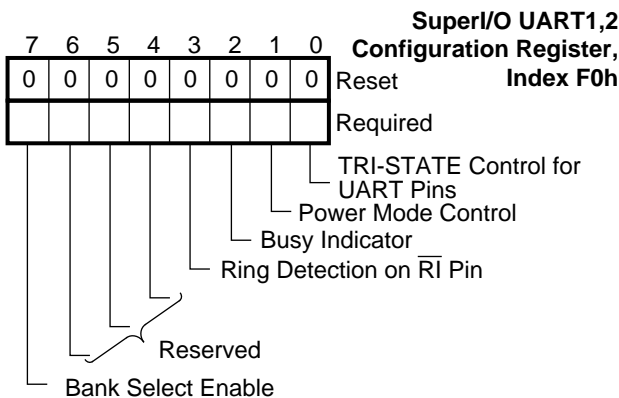 SuperI/O UART1,2
Configuration Register,
Index F0h
7 6 5 4 3 2 1 0
0 0 0 0 0 0 0 0 Reset
Required
TRI-STATE Control for
UART Pins
Power Mode Control
Busy Indicator
Ring Detection on RI Pin
Reserved
Bank Select Enable